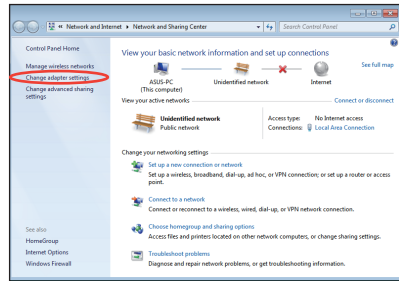 « Network and Internet ▸ Network and Sharing Center
Search Control Panel
Control Panel Home
Manage wireless networks
Change adapter settings
Change advanced sharing
settings
See also
HomeGroup
Internet Options
Windows Firewall
View your basic network information and set up connections
See full map
ASUS-PC
(This computer)
Unidentified network
Internet
View your active networks
Connect or disconnect
Unidentified network
Public network
Access type: No Internet access
Connections: Local Area Connection
Change your networking settings
Set up a new connection or network
Set up a wireless, broadband, dial-up, ad hoc, or VPN connection; or set up a router or access
point.
Connect to a network
Connect or reconnect to a wireless, wired, dial-up, or VPN network connection.
Choose homegroup and sharing options
Access files and printers located on other network computers, or change sharing settings.
Troubleshoot problems
Diagnose and repair network problems, or get troubleshooting information.